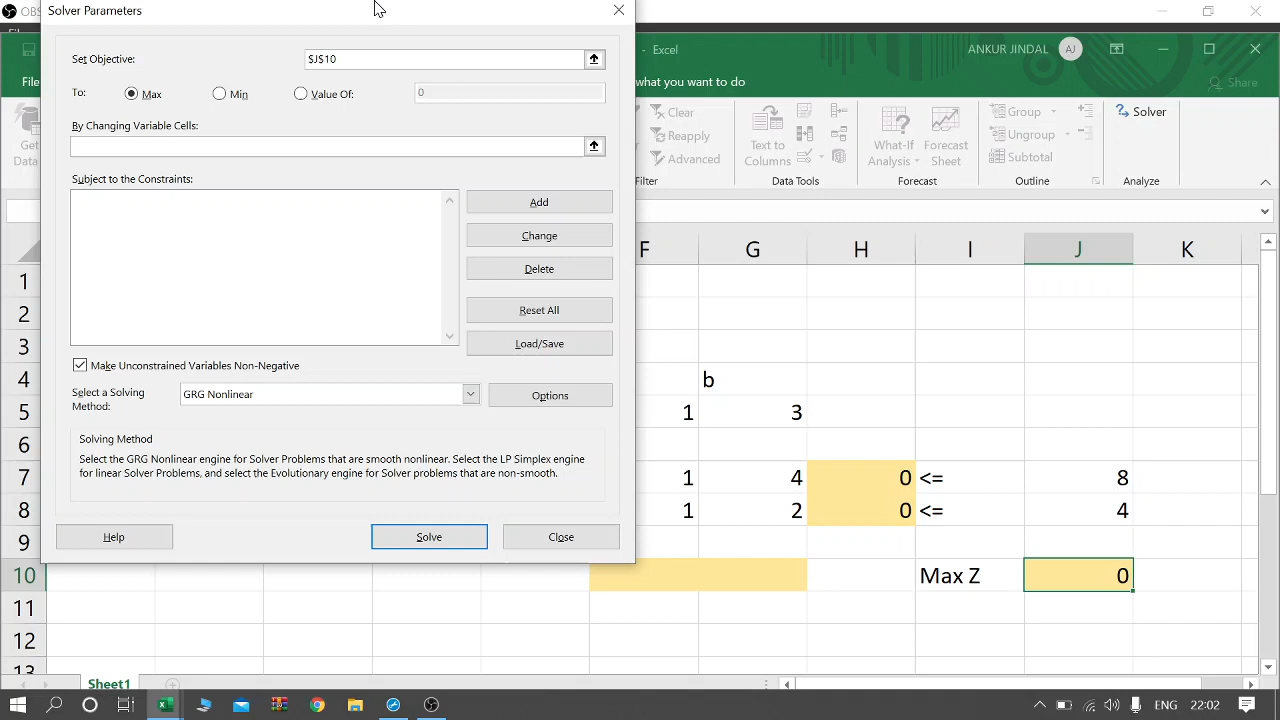 OBS
Solver Parameters
File
Excel
ANKUR JINDAL
AJ
File
what you want to do
Share
Set Objective:
$J$10
To:
Max
Min
Value Of:
0
By Changing Variable Cells:
Subject to the Constraints:
Add
Change
Delete
Reset All
Load/Save
Make Unconstrained Variables Non-Negative
Select a Solving Method:
GRG Nonlinear
Options
Solving Method
Select the GRG Nonlinear engine for Solver Problems that are smooth nonlinear. Select the LP Simplex engine
for linear Solver Problems, and select the Evolutionary engine for Solver problems that are non-smooth.
Help
Solve
Close
Get
Data
Clear
Reapply
Advanced
Filter
Text to
Columns
Data Tools
What-If
Analysis
Forecast
Sheet
Forecast
Group
Ungroup
Subtotal
Outline
Solver
Analyze
F G H I J K
1
2
3
4 b
5 1 3
6
7 1 4 0 <= 8
8 1 2 0 <= 4
9
10 Max Z 0
11
12
13
Sheet1
ENG
22:02